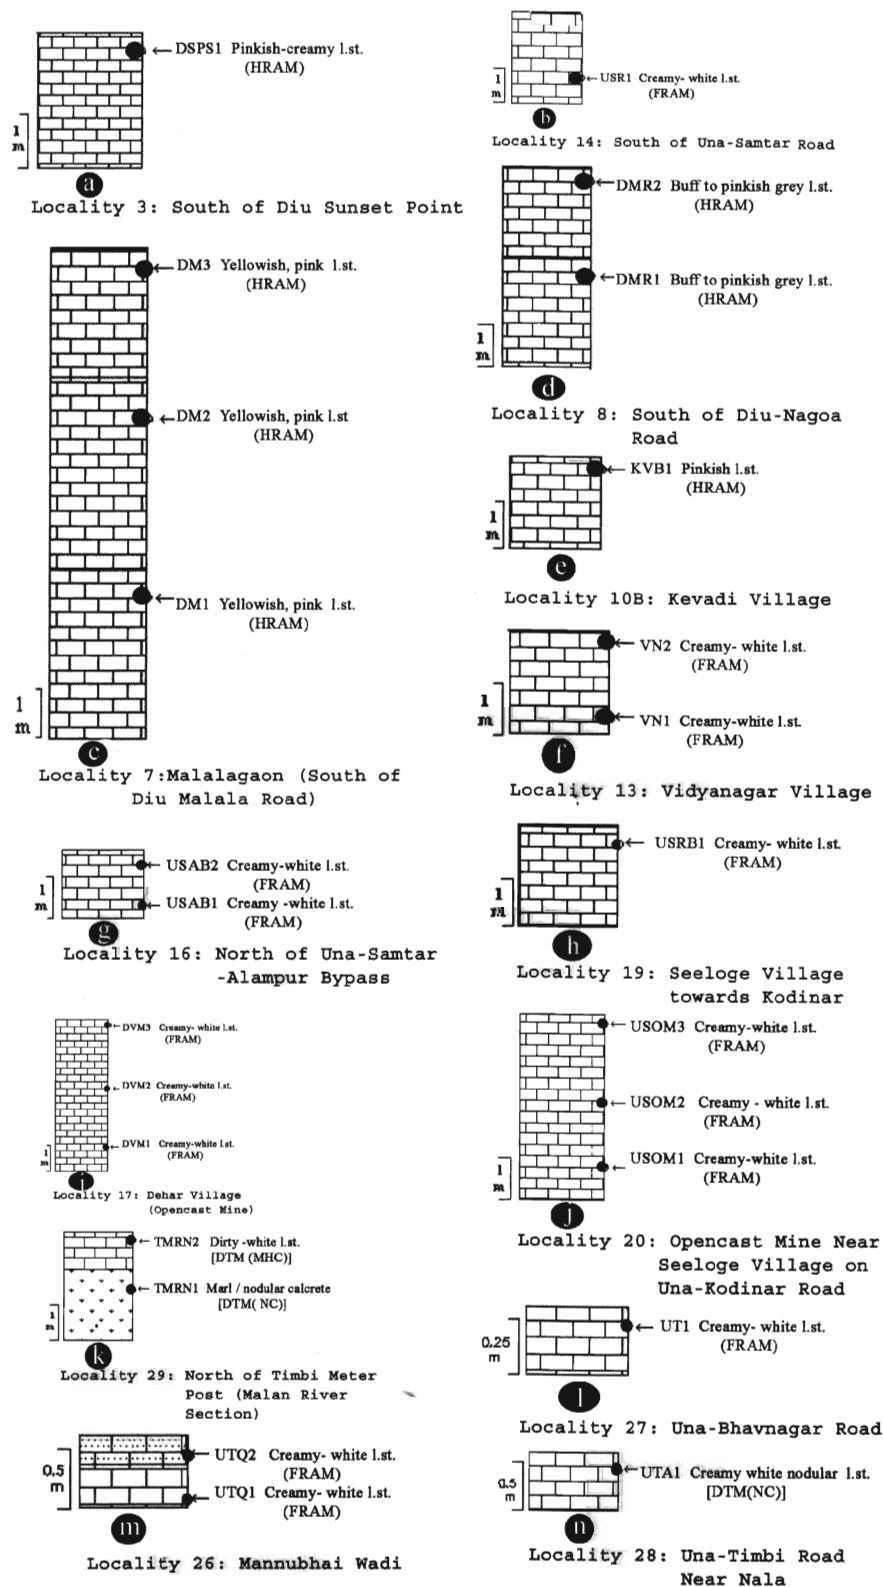 DSPS1 Pinkish-creamy l.st.
(HRAM)
1
m
a
Locality 3: South of Diu Sunset Point
USR1 Creamy- white l.st.
(FRAM)
1
m
b
Locality 14: South of Una-Samtar Road
DM3 Yellowish, pink l.st.
(HRAM)
DM2 Yellowish, pink l.st
(HRAM)
DM1 Yellowish, pink l.st.
(HRAM)
1
m
c
Locality 7:Malalagaon (South of
Diu Malala Road)
DMR2 Buff to pinkish grey l.st.
(HRAM)
DMR1 Buff to pinkish grey l.st.
(HRAM)
1
m
d
Locality 8: South of Diu-Nagoa
Road
KVB1 Pinkish l.st.
(HRAM)
1
m
e
Locality 10B: Kevadi Village
VN2 Creamy- white l.st.
(FRAM)
VN1 Creamy-white l.st.
(FRAM)
1
m
f
Locality 13: Vidyanagar Village
USAB2 Creamy-white l.st.
(FRAM)
USAB1 Creamy -white l.st.
(FRAM)
1
m
g
Locality 16: North of Una-Samtar
-Alampur Bypass
USRB1 Creamy- white l.st.
(FRAM)
1
m
h
Locality 19: Seeloge Village
towards Kodinar
DVM3 Creamy- white l.st.
(FRAM)
DVM2 Creamy-white l.st.
(FRAM)
DVM1 Creamy-white l.st.
(FRAM)
1
m
i
Locality 17: Dehar Village
(Opencast Mine)
USOM3 Creamy-white l.st.
(FRAM)
USOM2 Creamy - white l.st.
(FRAM)
USOM1 Creamy-white l.st.
(FRAM)
1
m
j
Locality 20: Opencast Mine Near
Seeloge Village on
Una-Kodinar Road
TMRN2 Dirty -white l.st.
[DTM (MHC)]
TMRN1 Marl / nodular calcrete
[DTM( NC)]
1
m
k
Locality 29: North of Timbi Meter
Post (Malan River
Section)
UT1 Creamy- white l.st.
(FRAM)
0.25
m
l
Locality 27: Una-Bhavnagar Road
UTQ2 Creamy- white l.st.
(FRAM)
UTQ1 Creamy- white l.st.
(FRAM)
0.5
m
m
Locality 26: Mannubhai Wadi
UTA1 Creamy white nodular l.st.
[DTM(NC)]
0.5
m
n
Locality 28: Una-Timbi Road
Near Nala